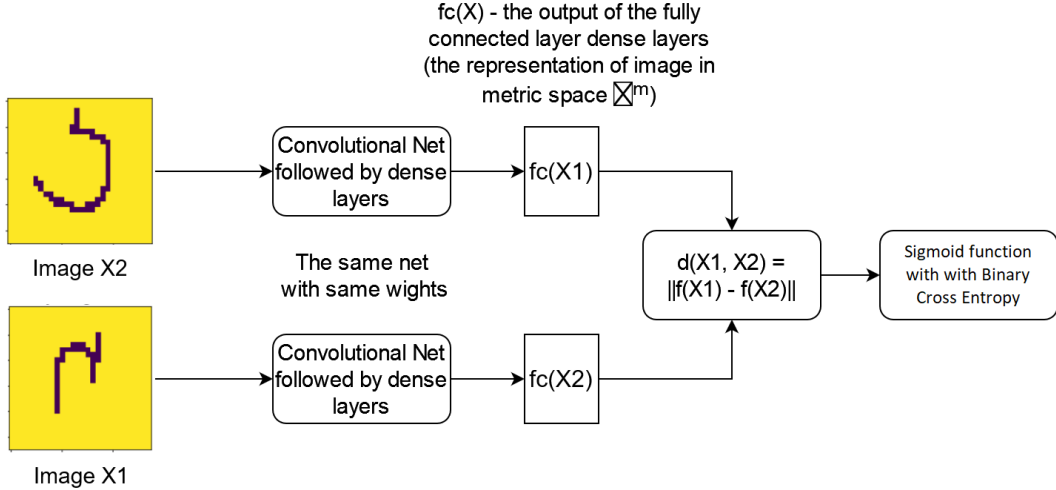 fc(X) - the output of the fully
connected layer dense layers
(the representation of image in
metric space ☒ᵐ)
Convolutional Net
followed by dense
layers
fc(X1)
Image X2
The same net
with same wights
d(X1, X2) =
||f(X1) - f(X2)||
Sigmoid function
with with Binary
Cross Entropy
Convolutional Net
followed by dense
layers
fc(X2)
Image X1